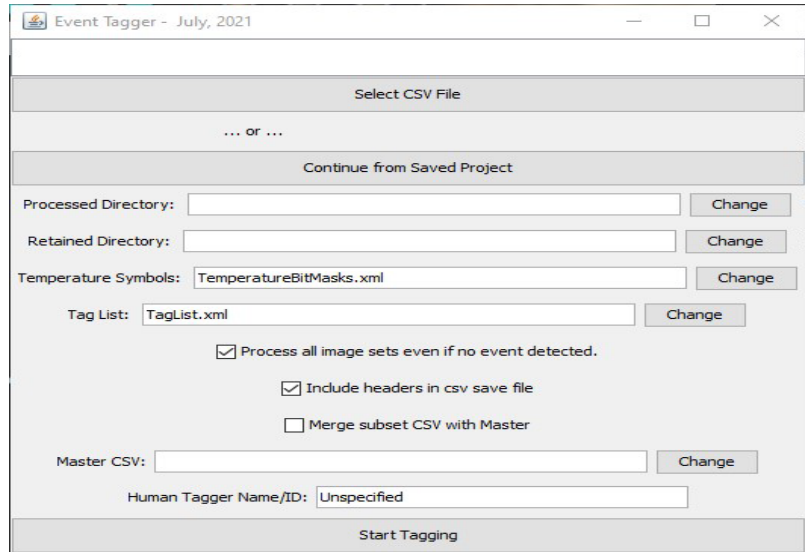 Event Tagger - July, 2021
Select CSV File
... or ...
Continue from Saved Project
Processed Directory: Change
Retained Directory: Change
Temperature Symbols: TemperatureBitMasks.xml Change
Tag List: TagList.xml Change
Process all image sets even if no event detected.
Include headers in csv save file
Merge subset CSV with Master
Master CSV: Change
Human Tagger Name/ID: Unspecified
Start Tagging